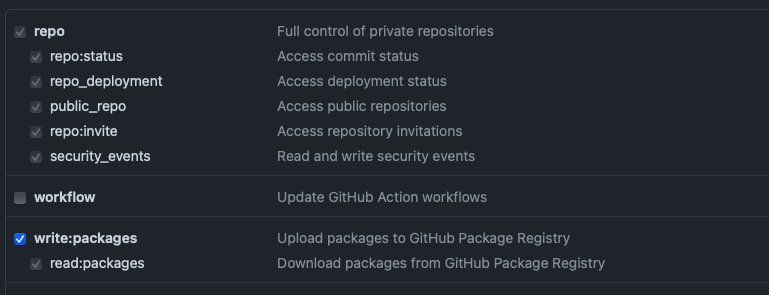 repo Full control of private repositories
repo:status Access commit status
repo_deployment Access deployment status
public_repo Access public repositories
repo:invite Access repository invitations
security_events Read and write security events
workflow Update GitHub Action workflows
write:packages Upload packages to GitHub Package Registry
read:packages Download packages from GitHub Package Registry